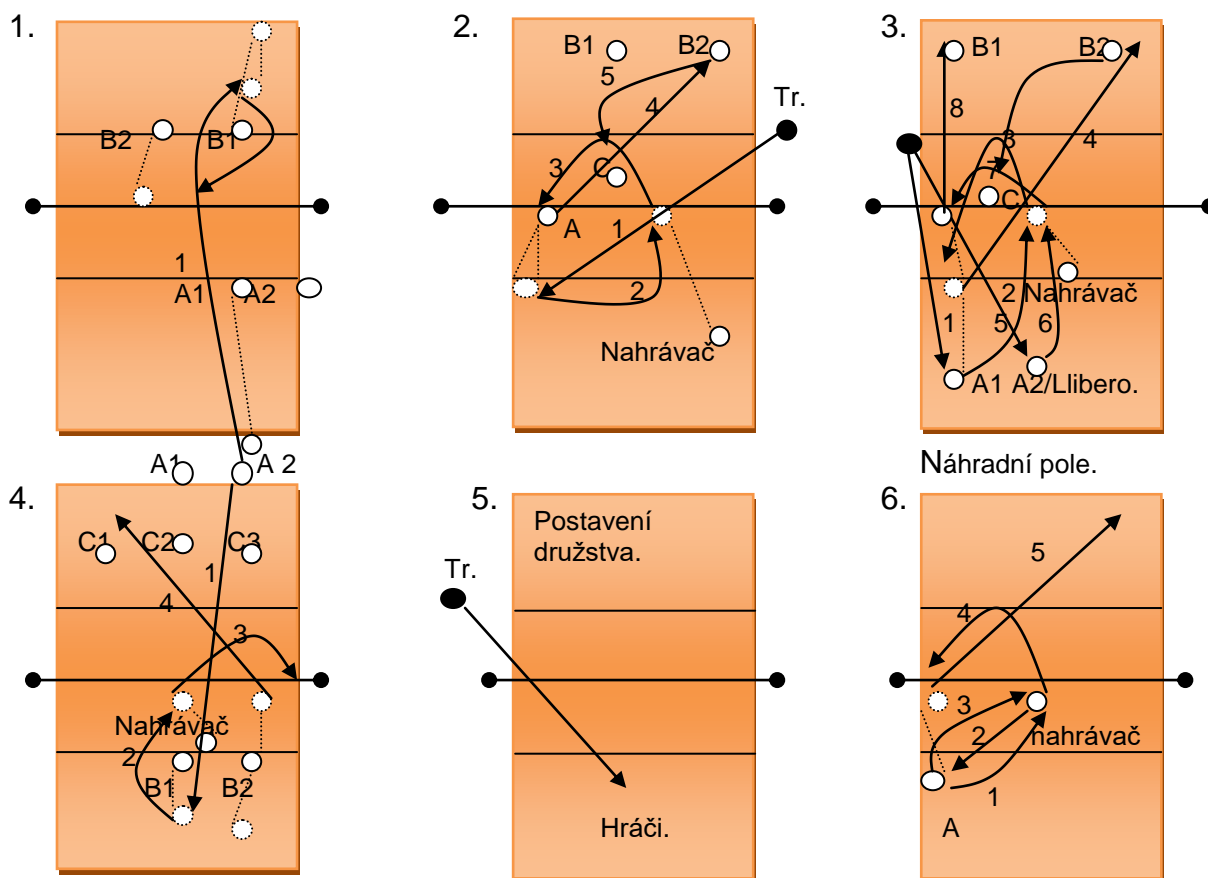 1.
B2
B1
1
A1
A2
A1
A 2
2.
B1
B2
5
4
Tr.
3
C
A
1
2
Nahrávač
3.
B1
B2
8
3
4
7
C
2
Nahrávač
1
5
6
A1
A2/Llibero.
Náhradní pole.
4.
C1
C2
C3
1
4
3
Nahrávač
2
B1
B2
5.
Postavení
družstva.
Tr.
Hráči.
6.
5
4
3
2
nahrávač
1
A